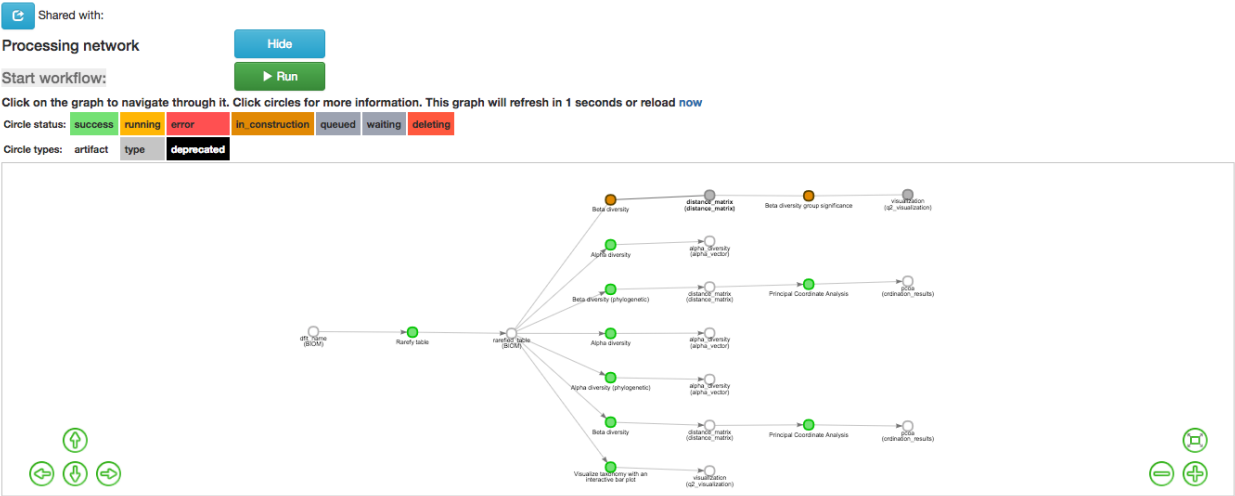 Shared with:
Processing network
Hide
Start workflow:
Run
Click on the graph to navigate through it. Click circles for more information. This graph will refresh in 1 seconds or reload now
Circle status: success running error in_construction queued waiting deleting
Circle types: artifact type deprecated
Beta diversity
distance_matrix
(distance_matrix)
Beta diversity group significance
visualization
(q2_visualization)
Alpha diversity
alpha_diversity
(alpha_vector)
Beta diversity (phylogenetic)
distance_matrix
(distance_matrix)
Principal Coordinate Analysis
pcoa
(ordination_results)
dflt_name
(BIOM)
Rarefy table
rarefied_table
(BIOM)
Alpha diversity
alpha_diversity
(alpha_vector)
Alpha diversity (phylogenetic)
alpha_diversity
(alpha_vector)
Beta diversity
distance_matrix
(distance_matrix)
Principal Coordinate Analysis
pcoa
(ordination_results)
Visualize taxonomy with an
interactive bar plot
visualization
(q2_visualization)